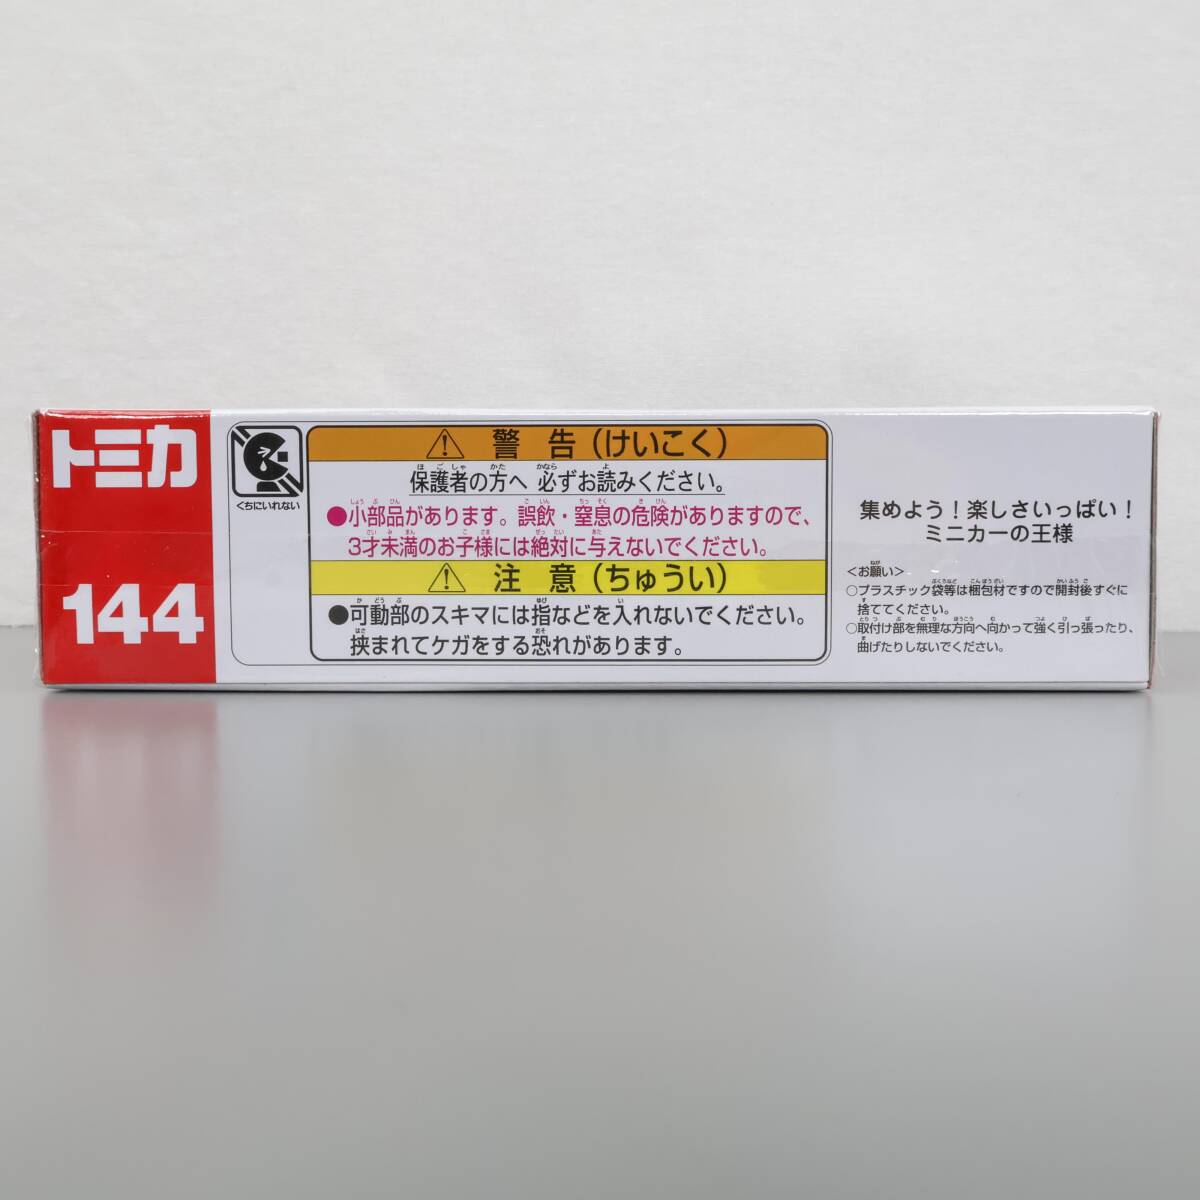 トミカ
144
くちにいれない
警 告（けいこく）
保護者の方へ 必ずお読みください。
●小部品があります。誤飲・窒息の危険がありますので、
3才未満のお子様には絶対に与えないでください。
注 意（ちゅうい）
●可動部のスキマには指などを入れないでください。
挟まれてケガをする恐れがあります。
集めよう！楽しさいっぱい！
ミニカーの王様
＜お願い＞
○プラスチック袋等は梱包材ですので開封後すぐに
捨ててください。
○取付け部を無理な方向へ向かって強く引っ張ったり、
曲げたりしないでください。